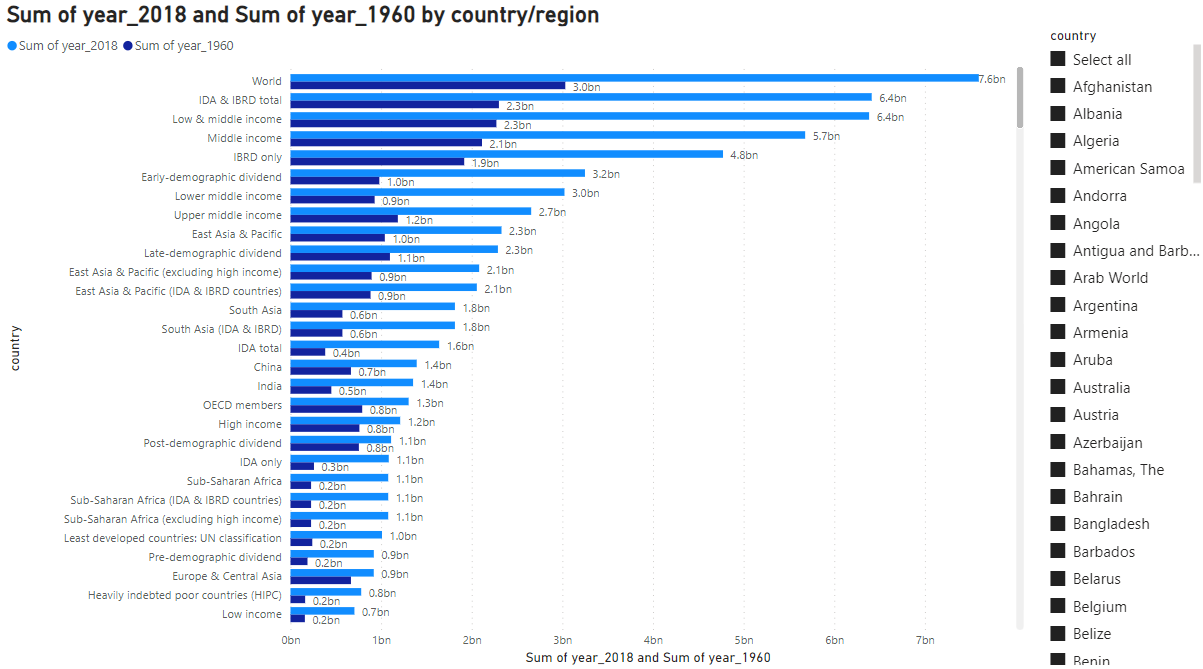 Sum of year_2018 and Sum of year_1960 by country/region
Sum of year_2018 Sum of year_1960
World 7.6bn
3.0bn
IDA & IBRD total 6.4bn
2.3bn
Low & middle income 6.4bn
2.3bn
Middle income 5.7bn
2.1bn
IBRD only 4.8bn
1.9bn
Early-demographic dividend 3.2bn
1.0bn
Lower middle income 3.0bn
0.9bn
Upper middle income 2.7bn
1.2bn
East Asia & Pacific 2.3bn
1.0bn
Late-demographic dividend 2.3bn
1.1bn
East Asia & Pacific (excluding high income) 2.1bn
0.9bn
East Asia & Pacific (IDA & IBRD countries) 2.1bn
0.9bn
South Asia 1.8bn
0.6bn
South Asia (IDA & IBRD) 1.8bn
0.6bn
IDA total 1.6bn
0.4bn
China 1.4bn
0.7bn
India 1.4bn
0.5bn
OECD members 1.3bn
0.8bn
High income 1.2bn
0.8bn
Post-demographic dividend 1.1bn
0.8bn
IDA only 1.1bn
0.3bn
Sub-Saharan Africa 1.1bn
0.2bn
Sub-Saharan Africa (IDA & IBRD countries) 1.1bn
0.2bn
Sub-Saharan Africa (excluding high income) 1.1bn
0.2bn
Least developed countries: UN classification 1.0bn
0.2bn
Pre-demographic dividend 0.9bn
0.2bn
Europe & Central Asia 0.9bn
Heavily indebted poor countries (HIPC) 0.8bn
0.2bn
Low income 0.7bn
0.2bn
country
0bn 1bn 2bn 3bn 4bn 5bn 6bn 7bn
Sum of year_2018 and Sum of year_1960
country
Select all
Afghanistan
Albania
Algeria
American Samoa
Andorra
Angola
Antigua and Barb...
Arab World
Argentina
Armenia
Aruba
Australia
Austria
Azerbaijan
Bahamas, The
Bahrain
Bangladesh
Barbados
Belarus
Belgium
Belize
Benin